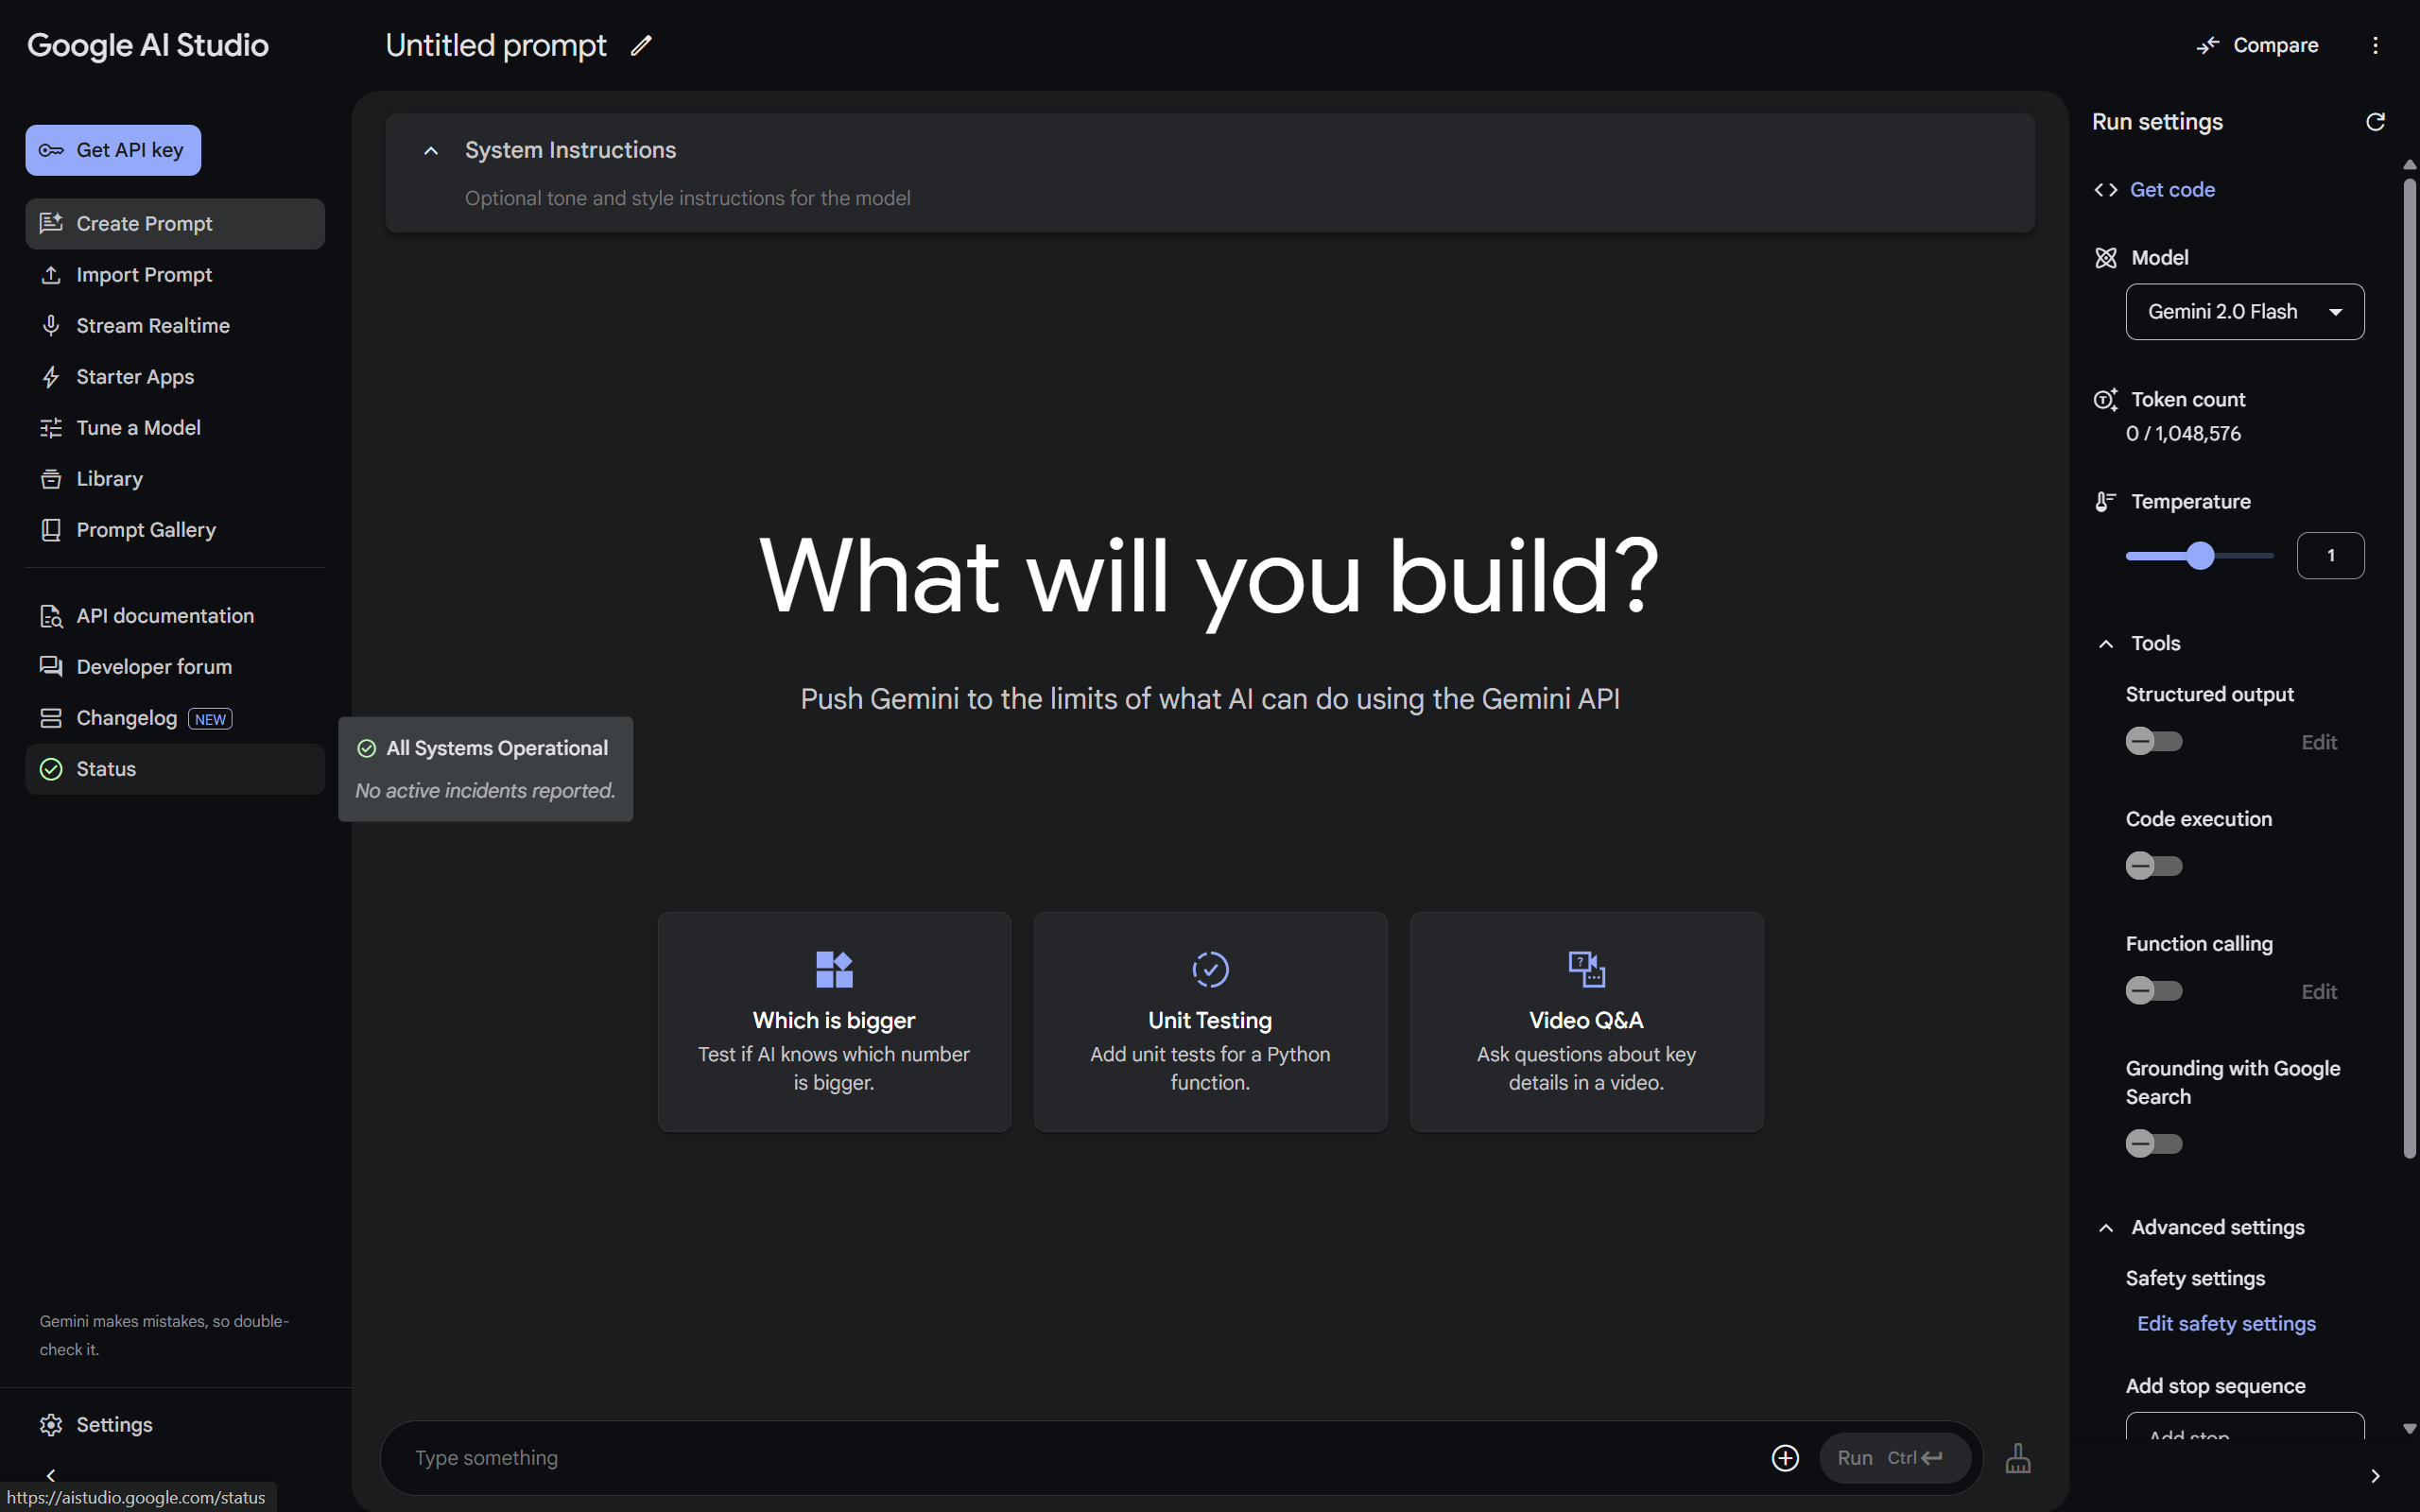 Google AI Studio
Untitled prompt
Compare
Get API key
Create Prompt
Import Prompt
Stream Realtime
Starter Apps
Tune a Model
Library
Prompt Gallery
API documentation
Developer forum
Changelog NEW
Status
All Systems Operational
No active incidents reported.
Gemini makes mistakes, so double-
check it.
Settings
https://aistudio.google.com/status
System Instructions
Optional tone and style instructions for the model
What will you build?
Push Gemini to the limits of what AI can do using the Gemini API
Which is bigger
Test if AI knows which number
is bigger.
Unit Testing
Add unit tests for a Python
function.
Video Q&A
Ask questions about key
details in a video.
Type something
Run Ctrl
Run settings
Get code
Model
Gemini 2.0 Flash
Token count
0 / 1,048,576
Temperature
1
Tools
Structured output
Edit
Code execution
Function calling
Edit
Grounding with Google
Search
Advanced settings
Safety settings
Edit safety settings
Add stop sequence
Add stop